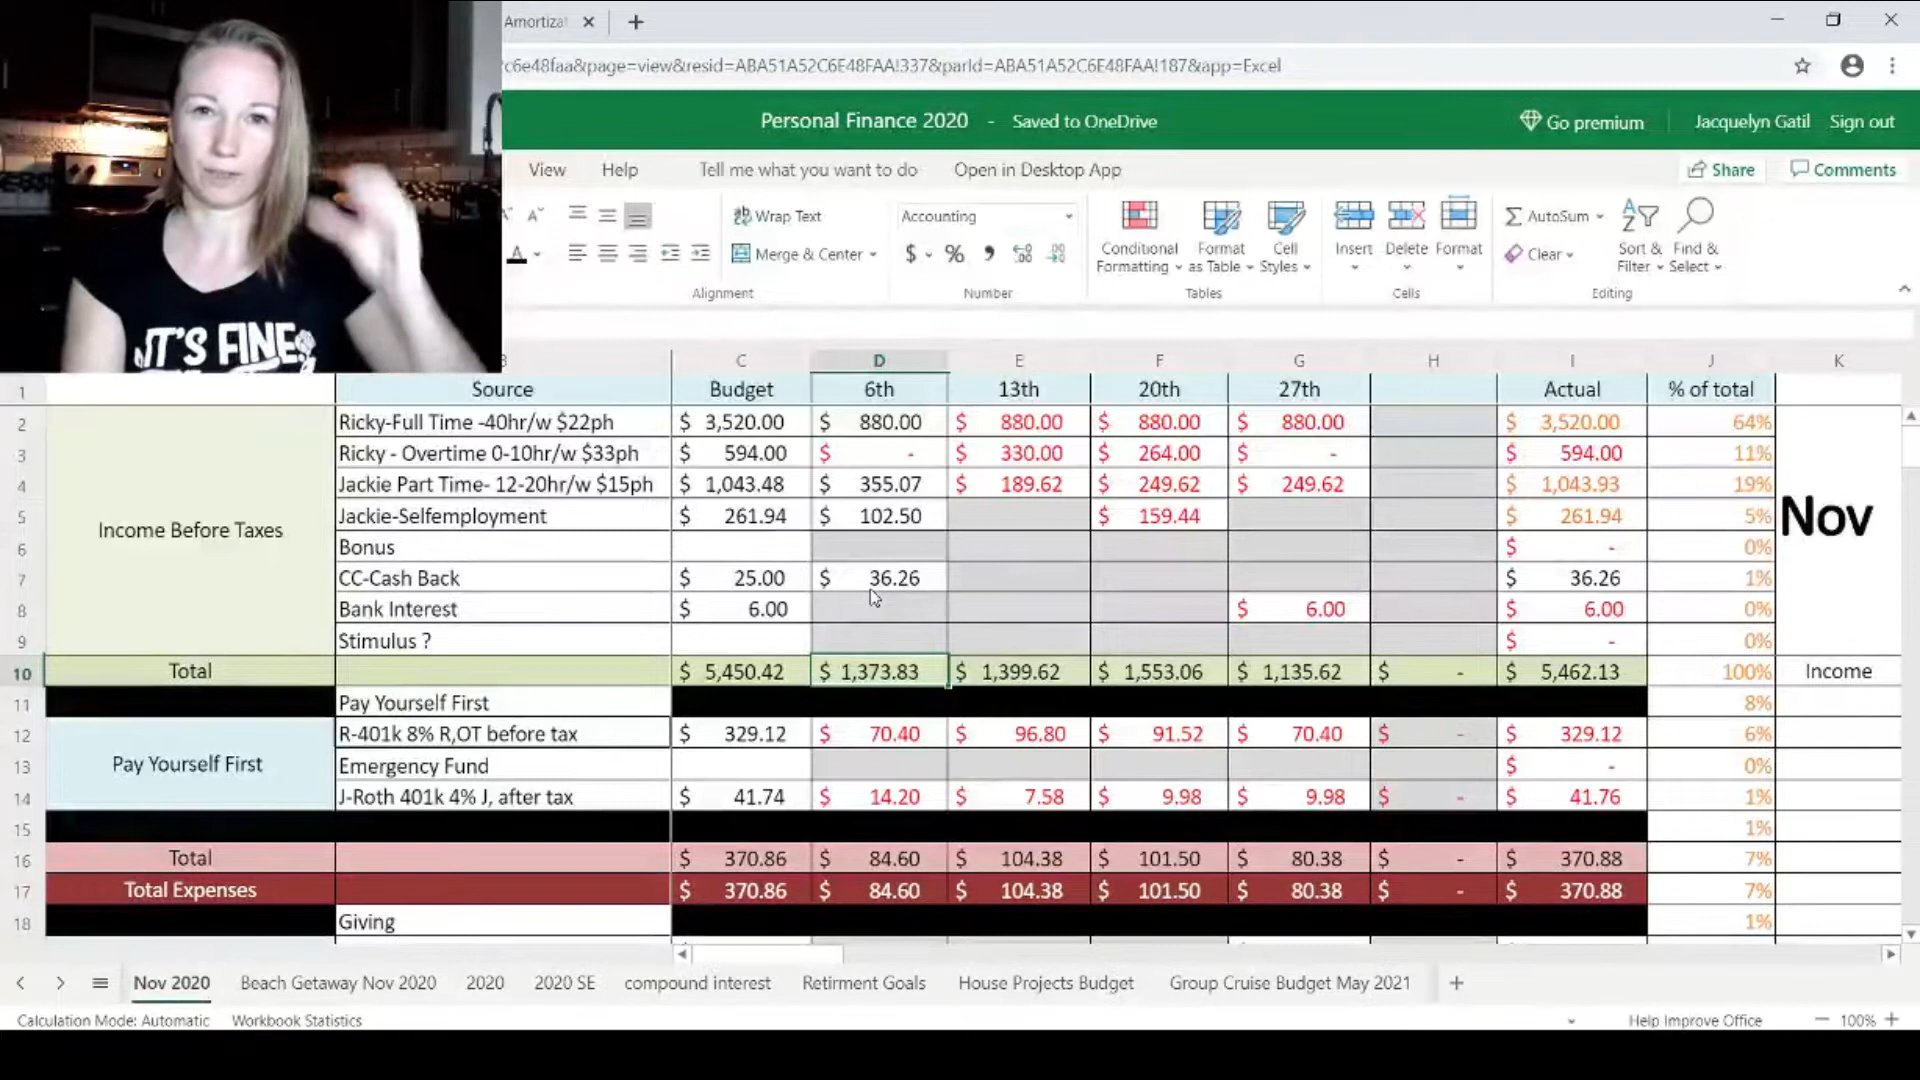 Amortizat
c6e48faa&page=view&resid=ABA51A52C6E48FAA!337&parId=ABA51A52C6E48FAA!187&app=Excel
Personal Finance 2020 - Saved to OneDrive Go premium Jacquelyn Gatil Sign out
View Help Tell me what you want to do Open in Desktop App Share Comments
Wrap Text Accounting AutoSum
Merge & Center $ % Conditional Formatting Format as Table Cell Styles Insert Delete Format Clear Sort & Filter Find & Select
Alignment Number Tables Cells Editing
IT'S FINE
C D E F G H I J K
1 Source Budget 6th 13th 20th 27th Actual % of total
2 Ricky-Full Time -40hr/w $22ph $ 3,520.00 $ 880.00 $ 880.00 $ 880.00 $ 880.00 $ 3,520.00 64%
3 Ricky - Overtime 0-10hr/w $33ph $ 594.00 $ - $ 330.00 $ 264.00 $ - $ 594.00 11%
4 Jackie Part Time- 12-20hr/w $15ph $ 1,043.48 $ 355.07 $ 189.62 $ 249.62 $ 249.62 $ 1,043.93 19%
5 Income Before Taxes Jackie-Selfemployment $ 261.94 $ 102.50 $ 159.44 $ 261.94 5% Nov
6 Bonus $ - 0%
7 CC-Cash Back $ 25.00 $ 36.26 $ 36.26 1%
8 Bank Interest $ 6.00 $ 6.00 $ 6.00 0%
9 Stimulus ? $ - 0%
10 Total $ 5,450.42 $ 1,373.83 $ 1,399.62 $ 1,553.06 $ 1,135.62 $ - $ 5,462.13 100% Income
11 Pay Yourself First 8%
12 R-401k 8% R,OT before tax $ 329.12 $ 70.40 $ 96.80 $ 91.52 $ 70.40 $ - $ 329.12 6%
13 Pay Yourself First Emergency Fund $ - 0%
14 J-Roth 401k 4% J, after tax $ 41.74 $ 14.20 $ 7.58 $ 9.98 $ 9.98 $ - $ 41.76 1%
15 1%
16 Total $ 370.86 $ 84.60 $ 104.38 $ 101.50 $ 80.38 $ - $ 370.88 7%
17 Total Expenses $ 370.86 $ 84.60 $ 104.38 $ 101.50 $ 80.38 $ - $ 370.88 7%
18 Giving 1%
Nov 2020 Beach Getaway Nov 2020 2020 2020 SE compound interest Retirment Goals House Projects Budget Group Cruise Budget May 2021
Calculation Mode: Automatic Workbook Statistics Help Improve Office 100%